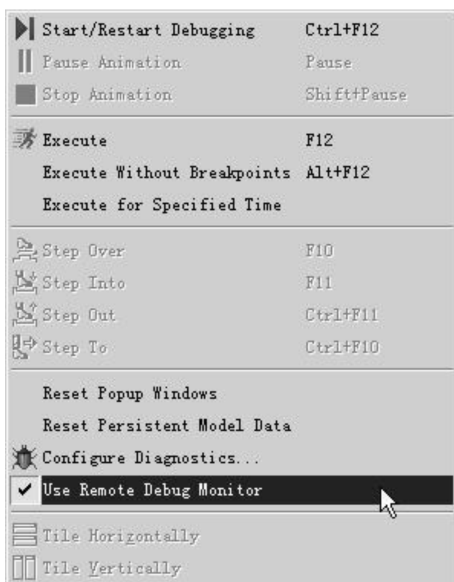 Start/Restart Debugging Ctrl+F12
Pause Animation Pause
Stop Animation Shift+Pause
Execute F12
Execute Without Breakpoints Alt+F12
Execute for Specified Time
Step Over F10
Step Into F11
Step Out Ctrl+F11
Step To Ctrl+F10
Reset Popup Windows
Reset Persistent Model Data
Configure Diagnostics...
Use Remote Debug Monitor
Tile Horizontally
Tile Vertically